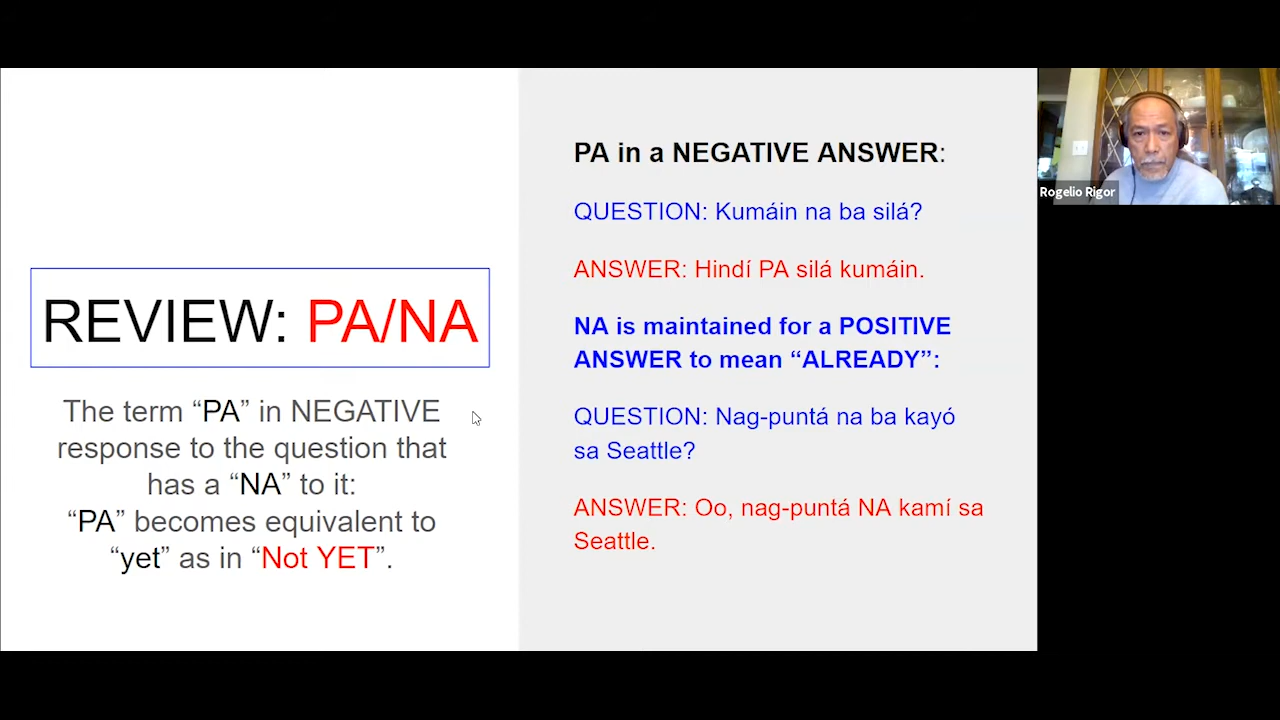 REVIEW: PA/NA
The term “PA” in NEGATIVE
response to the question that
has a “NA” to it:
“PA” becomes equivalent to
“yet” as in “Not YET”.
PA in a NEGATIVE ANSWER:
QUESTION: Kumáin na ba silá?
ANSWER: Hindí PA silá kumáin.
NA is maintained for a POSITIVE
ANSWER to mean “ALREADY”:
QUESTION: Nag-puntá na ba kayó
sa Seattle?
ANSWER: Oo, nag-puntá NA kamí sa
Seattle.
Rogelio Rigor